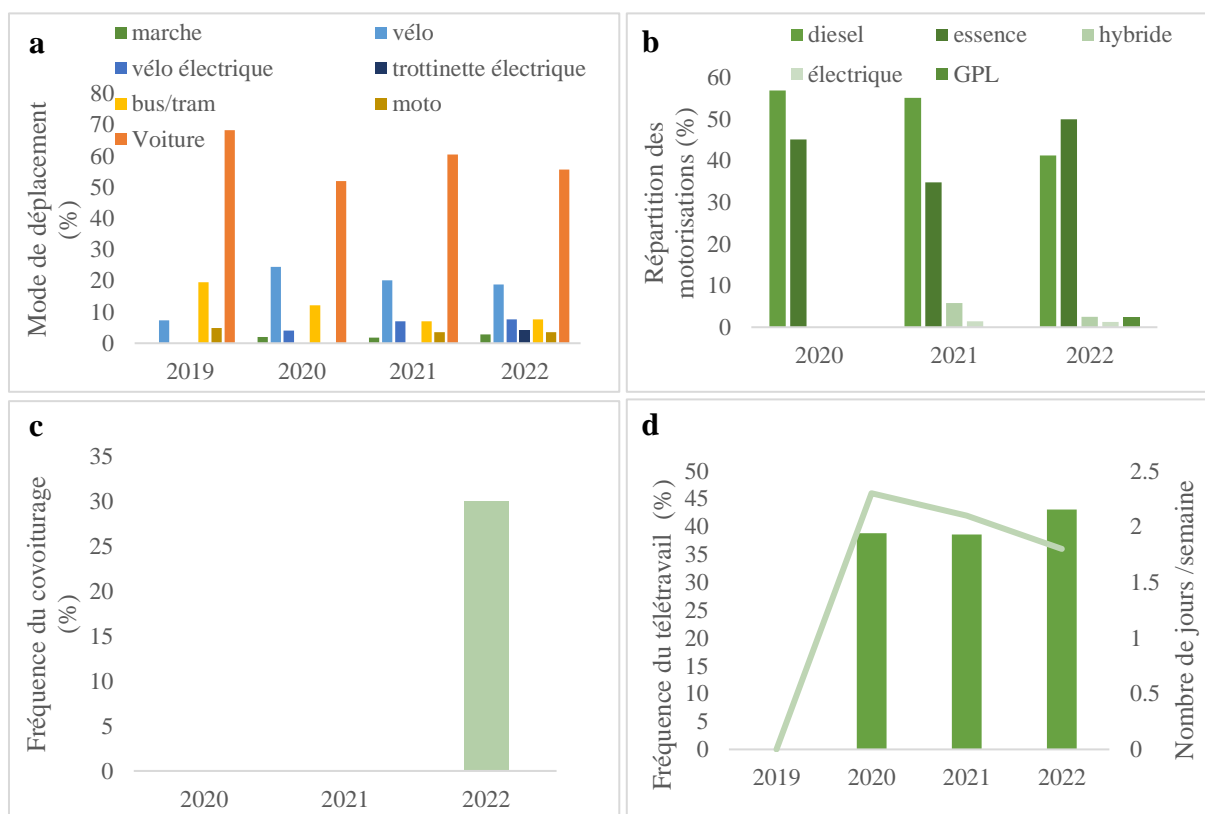 a
marche vélo
vélo électrique trottinette électrique
bus/tram moto
Voiture
Mode de déplacement
(%)
80
70
60
50
40
30
20
10
0
2019 2020 2021 2022
b
diesel essence hybride
électrique GPL
Répartition des
motorisations (%)
60
50
40
30
20
10
0
2020 2021 2022
c
Fréquence du covoiturage
(%)
35
30
25
20
15
10
5
0
2020 2021 2022
d
Fréquence du télétravail (%)
50
45
40
35
30
25
20
15
10
5
0
2019 2020 2021 2022
2.5
2
1.5
1
0.5
0
Nombre de jours /semaine